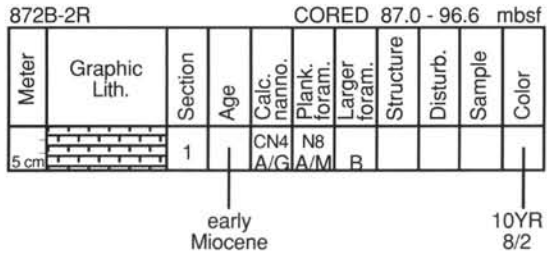 872B-2R CORED 87.0 - 96.6 mbsf
Meter
Graphic
Lith.
Section
Age
Calc.
nanno.
Plank.
foram.
Larger
foram.
Structure
Disturb.
Sample
Color
5 cm
1
CN4 N8
A/G A/M B
early
Miocene
10YR
8/2